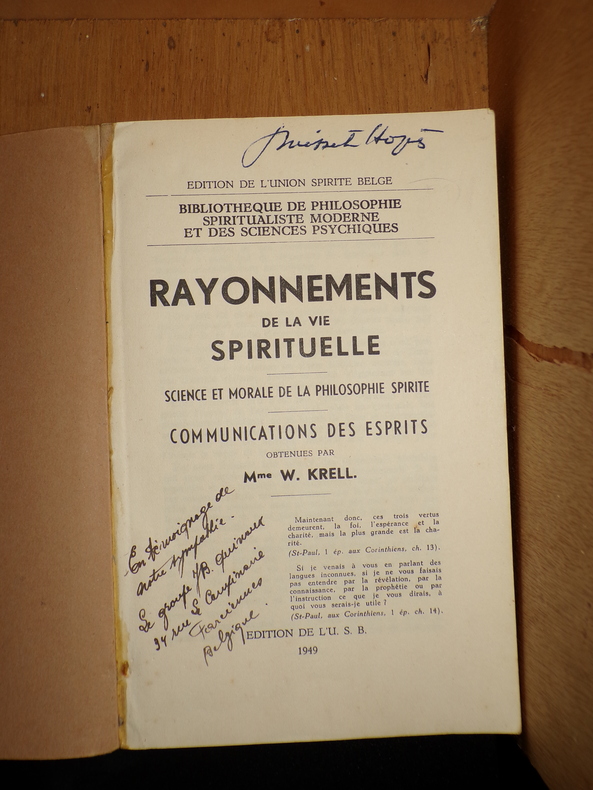 EDITION DE L'UNION SPIRITE BELGE
BIBLIOTHEQUE DE PHILOSOPHIE
SPIRITUALISTE MODERNE
ET DES SCIENCES PSYCHIQUES
RAYONNEMENTS
DE LA VIE
SPIRITUELLE
SCIENCE ET MORALE DE LA PHILOSOPHIE SPIRITE
COMMUNICATIONS DES ESPRITS
OBTENUES PAR
Mme W. KRELL.
En témoignage de
notre sympathie.
Le groupe J B Quinaux
34 rue Le Campinaire
Farciennes
Belgique.
Maintenant donc, ces trois vertus
demeurent, la foi, l'espérance et la
charité, mais la plus grande est la cha-
rité.
(St-Paul, 1 ép. aux Corinthiens, ch. 13).
Si je venais à vous en parlant des
langues inconnues, si je ne vous faisais
pas entendre par la révélation, par la
connaissance, par la prophétie ou par
l'instruction ce que je vous dirais, à
quoi vous serais-je utile ?
(St-Paul, aux Corinthiens, 1 ép. ch. 14).
EDITION DE L'U. S. B.
1949